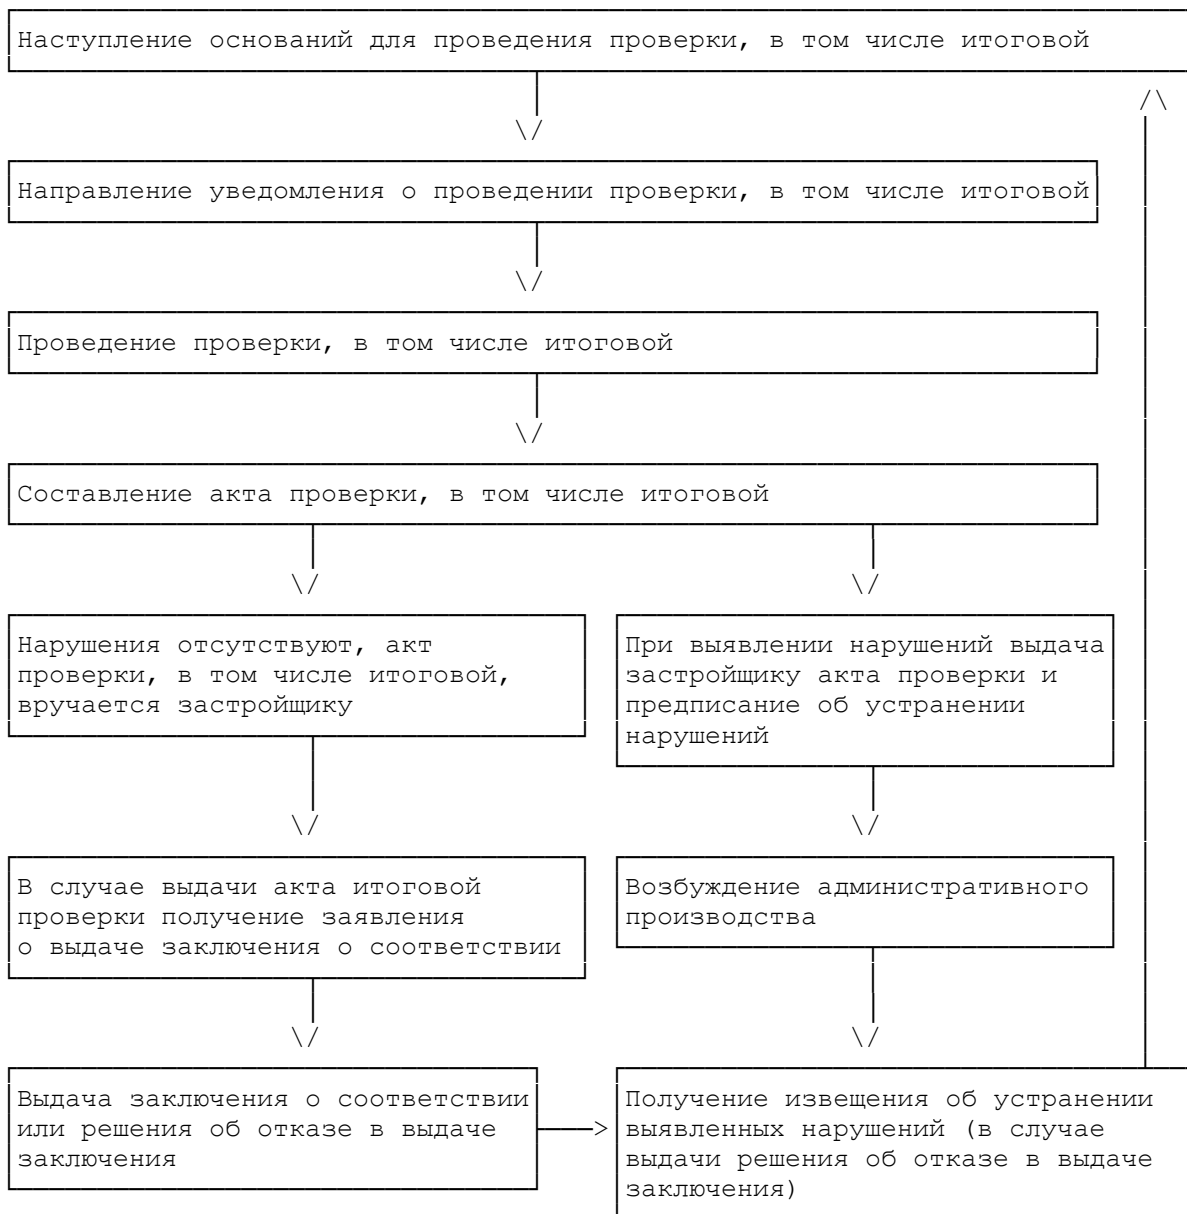 Наступление оснований для проведения проверки, в том числе итоговой
Направление уведомления о проведении проверки, в том числе итоговой
Проведение проверки, в том числе итоговой
Составление акта проверки, в том числе итоговой
Нарушения отсутствуют, акт
проверки, в том числе итоговой,
вручается застройщику
При выявлении нарушений выдача
застройщику акта проверки и
предписание об устранении
нарушений
В случае выдачи акта итоговой
проверки получение заявления
о выдаче заключения о соответствии
Возбуждение административного
производства
Выдача заключения о соответствии
или решения об отказе в выдаче
заключения
Получение извещения об устранении
выявленных нарушений (в случае
выдачи решения об отказе в выдаче
заключения)